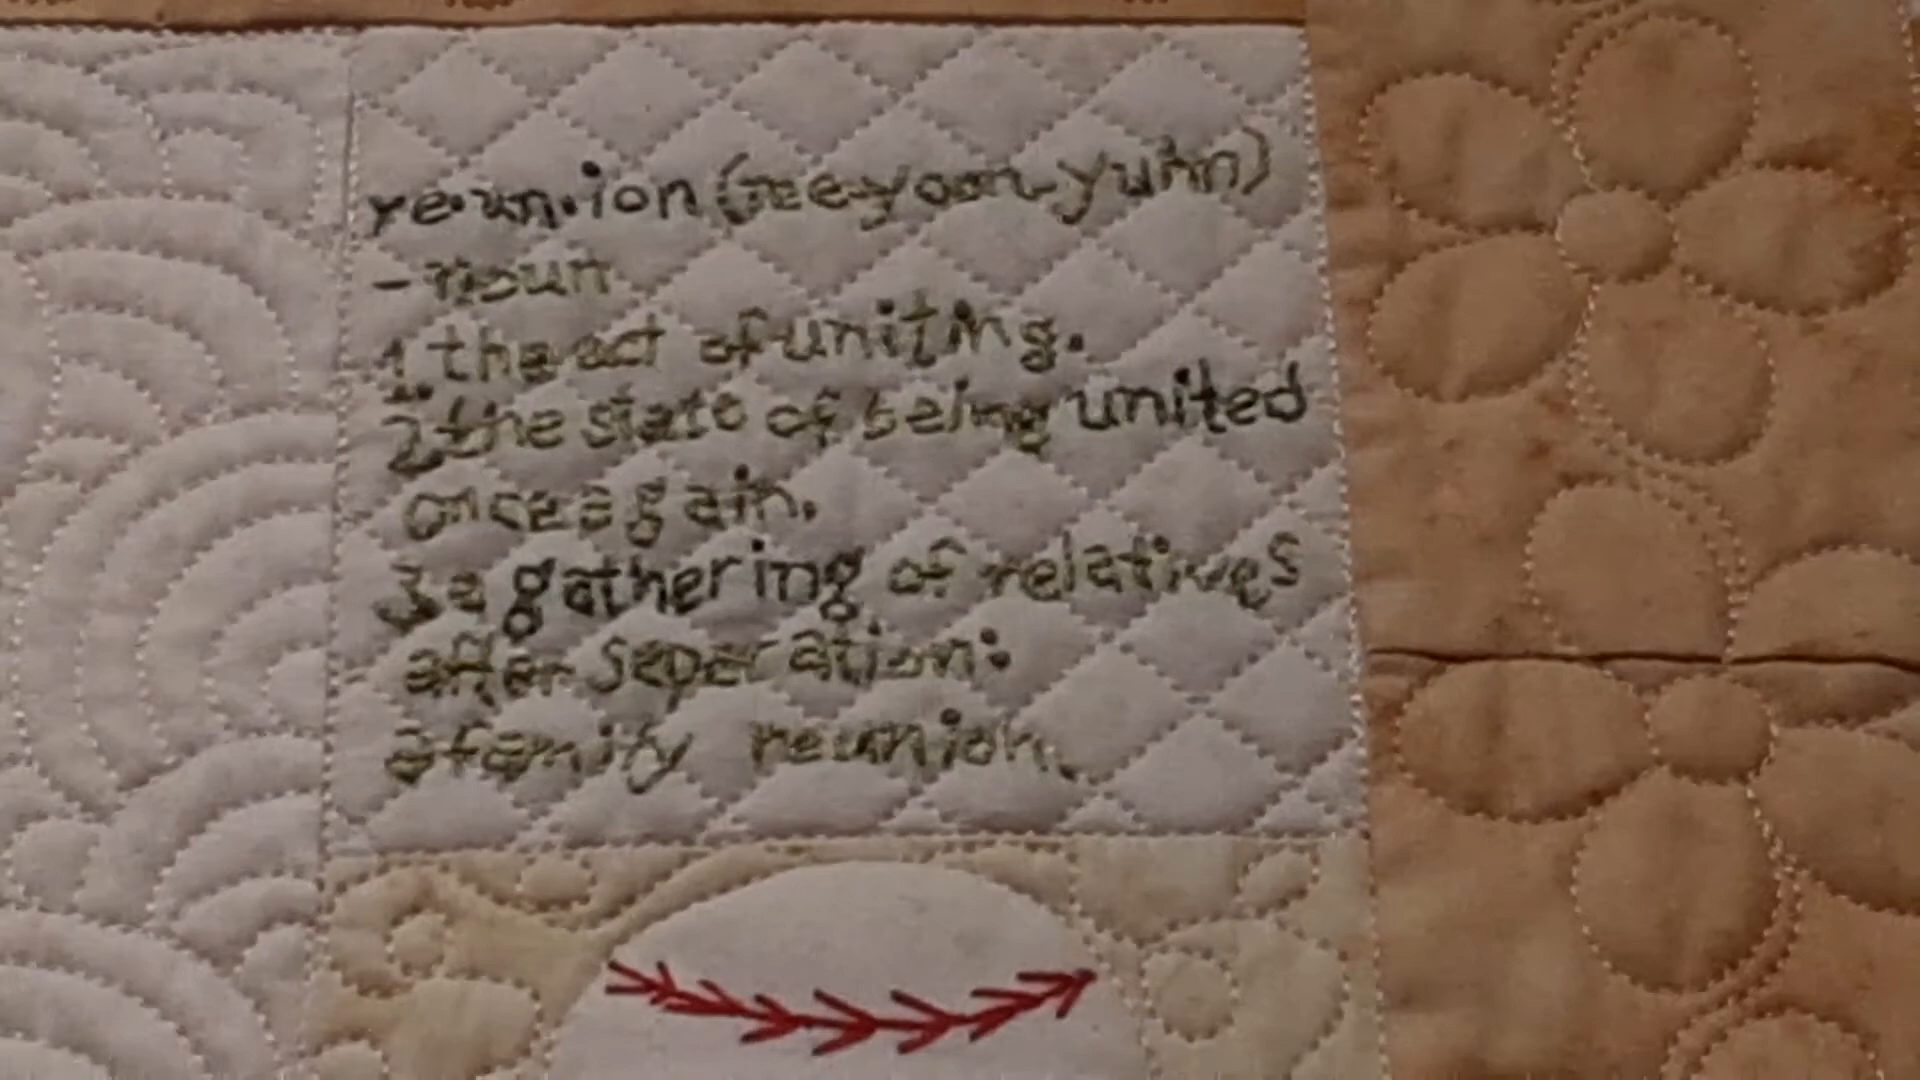 re·un·ion (ree-yoon-yuhn)
- noun
1. the act of uniting.
2 the state of being united
once again.
3 a gathering of relatives
after seperation:
a family reunion.